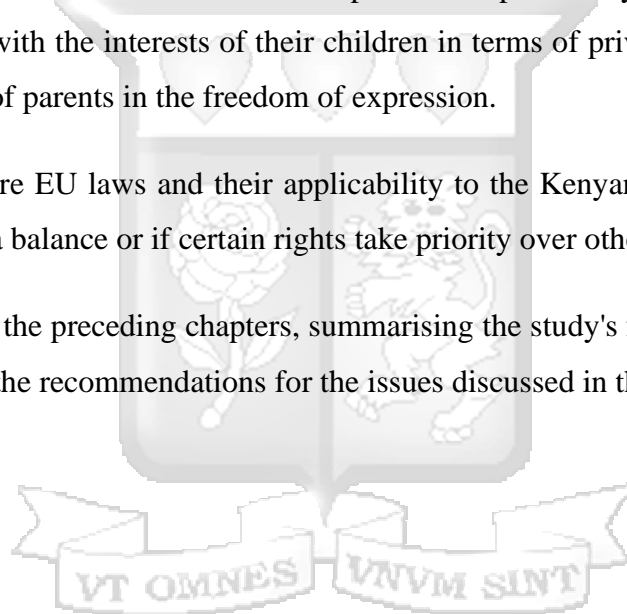 with the interests of their children in terms of priv
of parents in the freedom of expression.
re EU laws and their applicability to the Kenyan
a balance or if certain rights take priority over othe
the preceding chapters, summarising the study's
the recommendations for the issues discussed in th
VT OMNES VNVM SINT